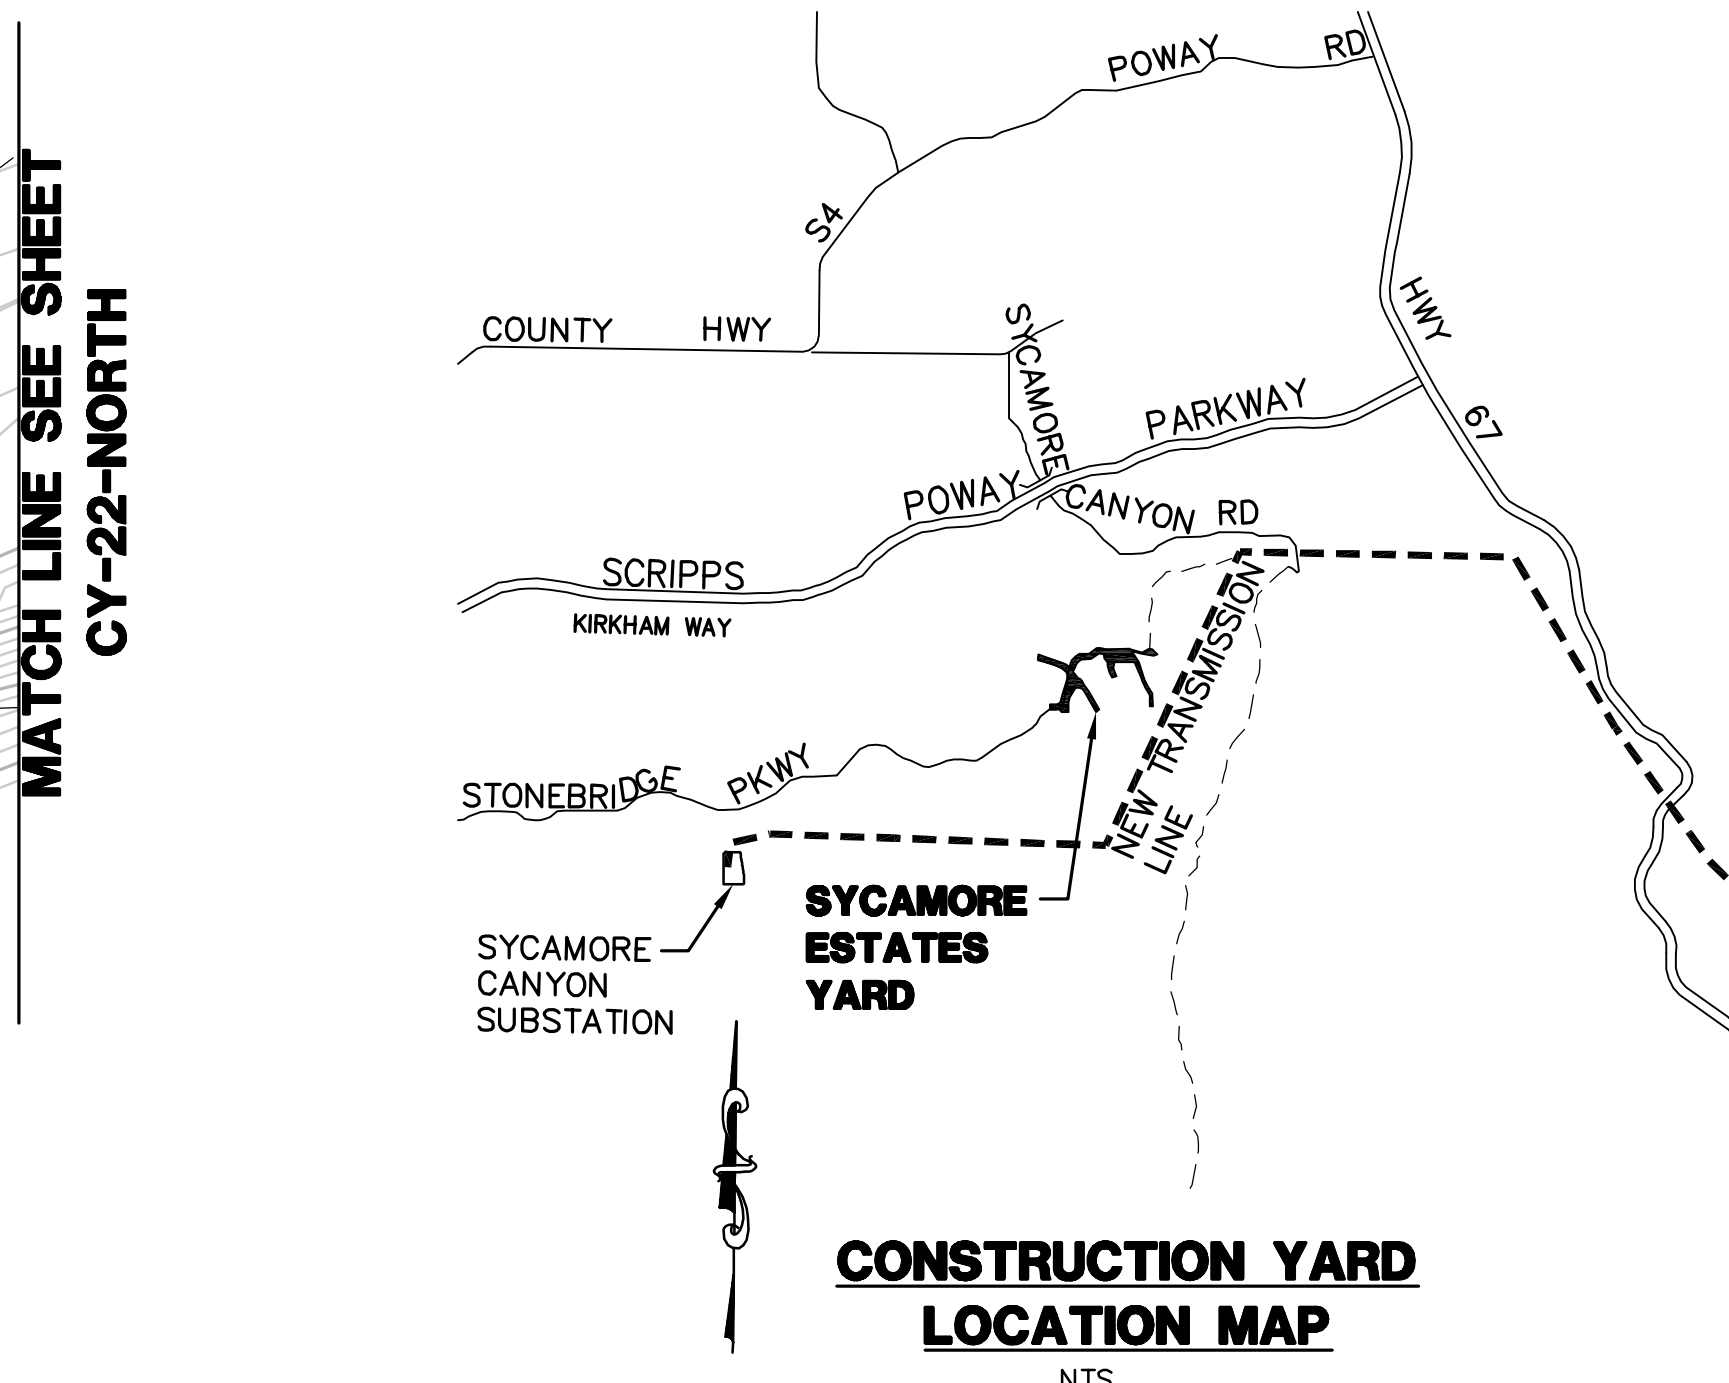 MATCH LINE SEE SHEET
CY-22-NORTH
POWAY RD
S4
COUNTY HWY
HWY 67
SYCAMORE CANYON RD
SCRIPPS POWAY PARKWAY
KIRKHAM WAY
STONEBRIDGE PKWY
NEW TRANSMISSION
LINE
SYCAMORE
ESTATES
YARD
SYCAMORE
CANYON
SUBSTATION
CONSTRUCTION YARD
LOCATION MAP
NTS